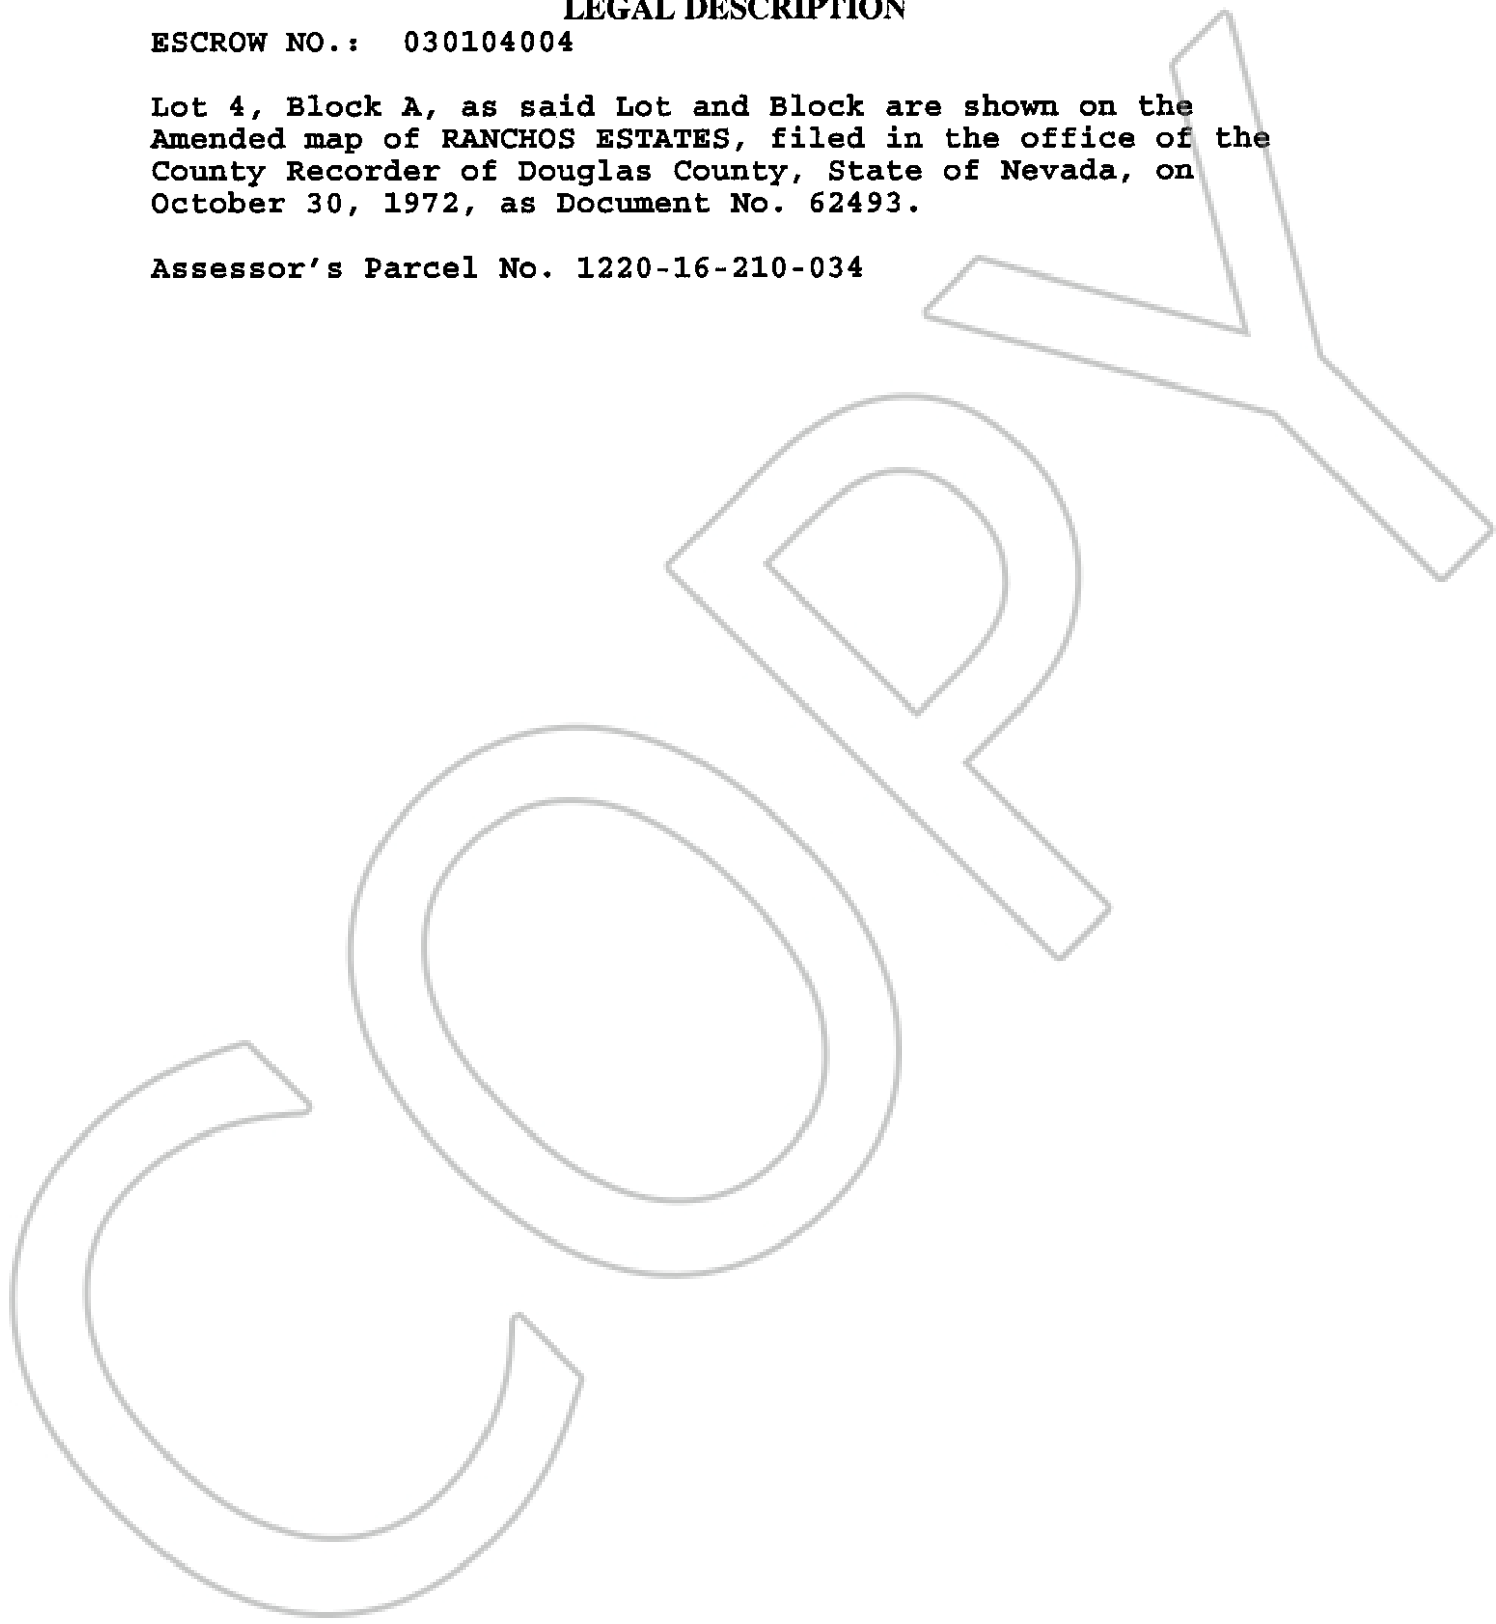 LEGAL DESCRIPTION
ESCROW NO.: 030104004
Lot 4, Block A, as said Lot and Block are shown on the
Amended map of RANCHOS ESTATES, filed in the office of the
County Recorder of Douglas County, State of Nevada, on
October 30, 1972, as Document No. 62493.
Assessor's Parcel No. 1220-16-210-034
COPY